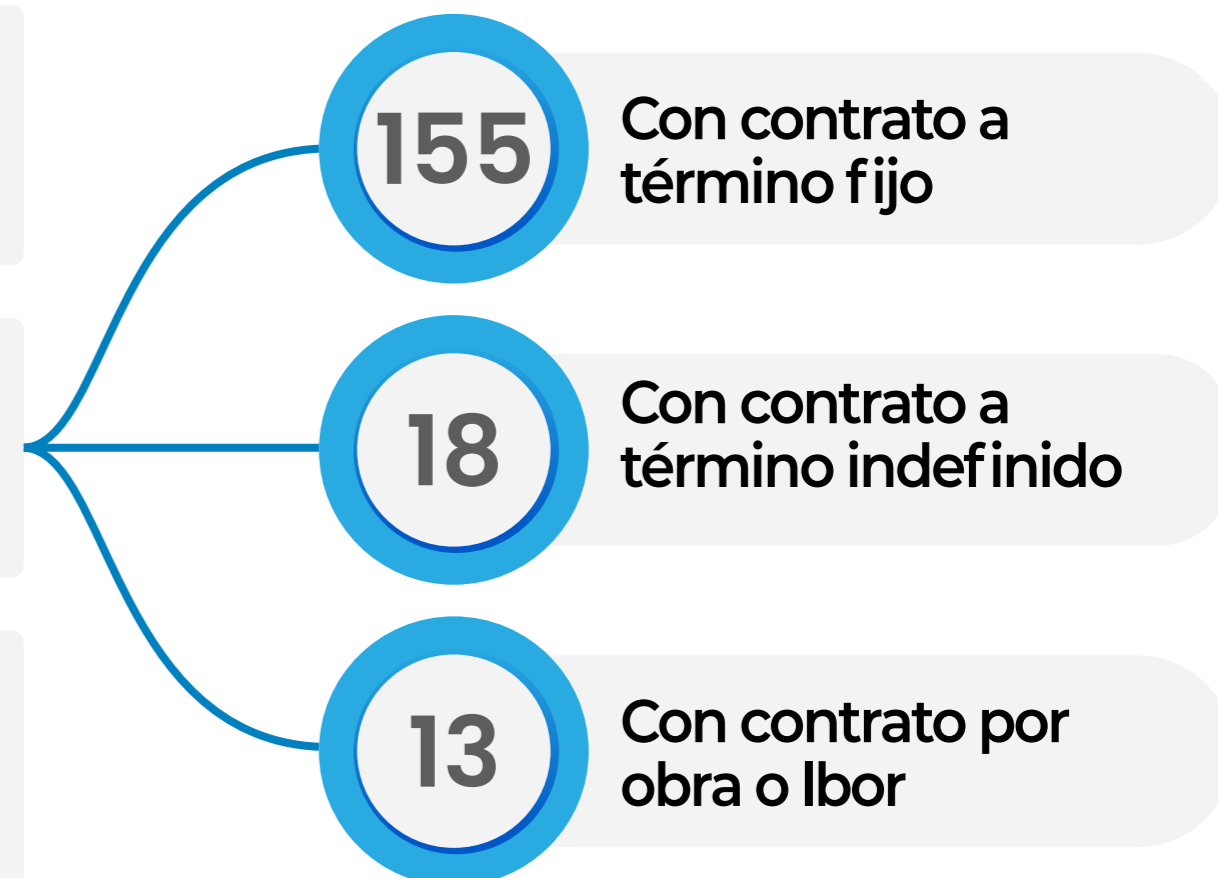 155
Con contrato a
término fijo
18
Con contrato a
término indefinido
13
Con contrato por
obra o lbor